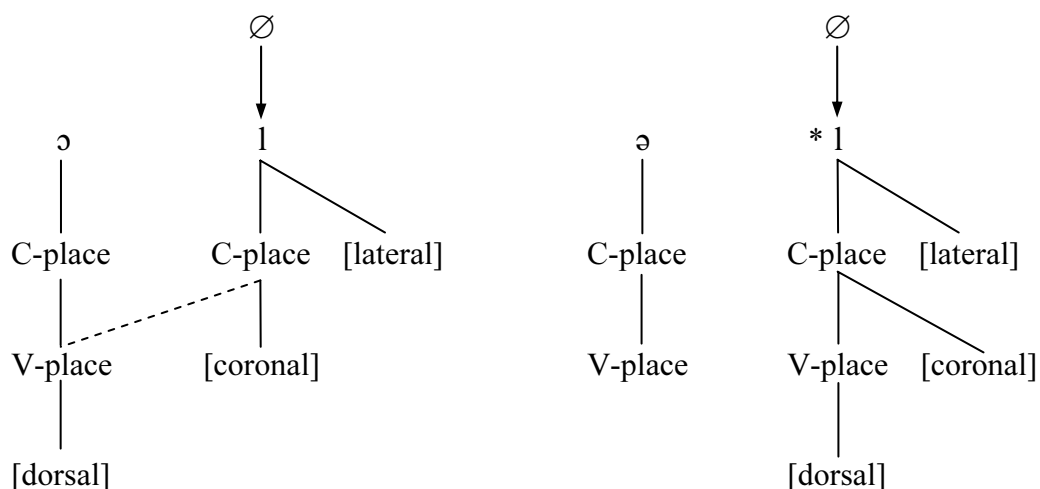 ∅ ∅
ɔ l ə * l
C-place C-place [lateral] C-place C-place [lateral]
V-place [coronal] V-place V-place [coronal]
[dorsal] [dorsal]